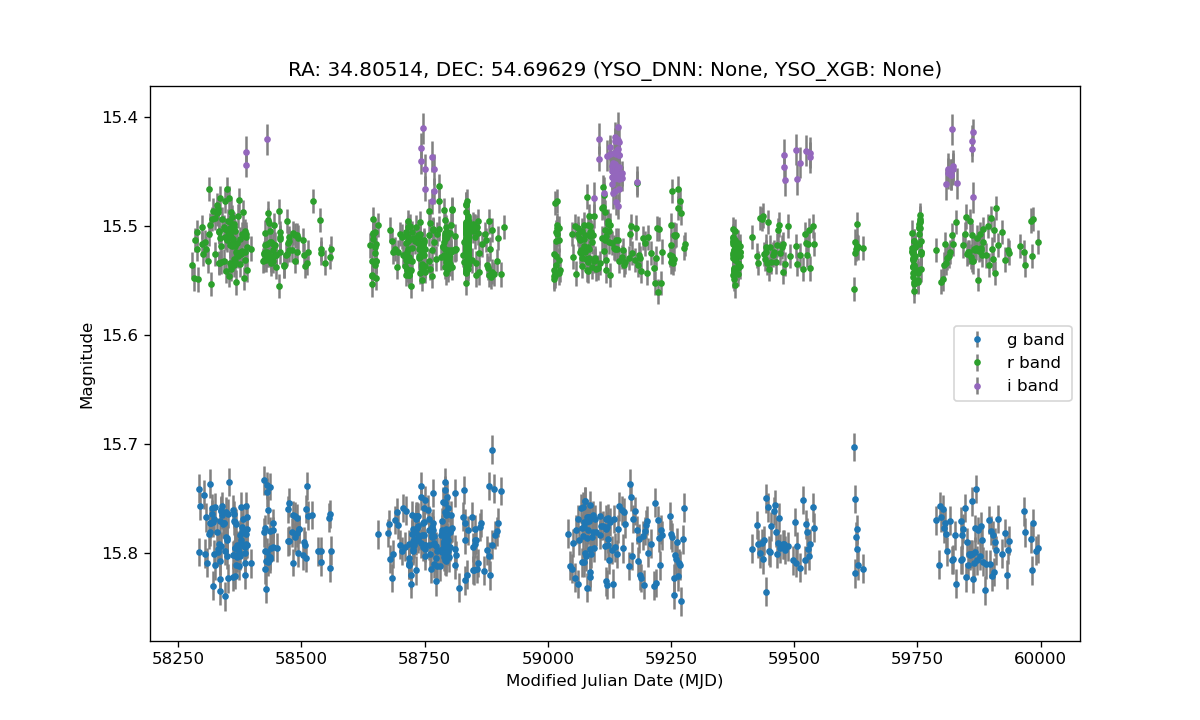 RA: 34.80514, DEC: 54.69629 (YSO_DNN: None, YSO_XGB: None)
15.4
15.5
15.6
15.7
15.8
Magnitude
g band
r band
i band
58250 58500 58750 59000 59250 59500 59750 60000
Modified Julian Date (MJD)